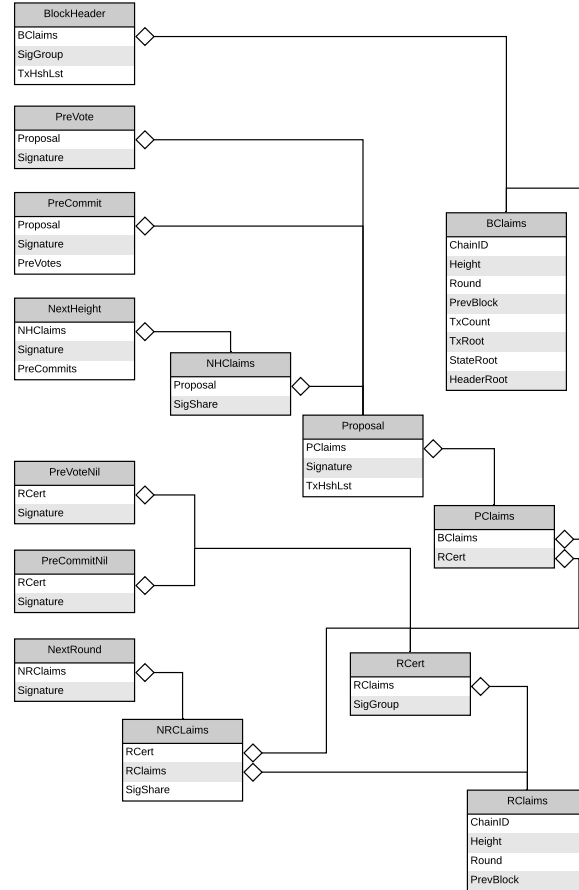 BlockHeader
BClaims
SigGroup
TxHshLst
PreVote
Proposal
Signature
PreCommit
Proposal
Signature
PreVotes
BClaims
ChainID
Height
Round
PrevBlock
TxCount
TxRoot
StateRoot
HeaderRoot
NextHeight
NHClaims
Signature
PreCommits
NHClaims
Proposal
SigShare
Proposal
PClaims
Signature
TxHshLst
PreVoteNil
RCert
Signature
PClaims
BClaims
RCert
PreCommitNil
RCert
Signature
NextRound
NRClaims
Signature
RCert
RClaims
SigGroup
NRCLaims
RCert
RClaims
SigShare
RClaims
ChainID
Height
Round
PrevBlock